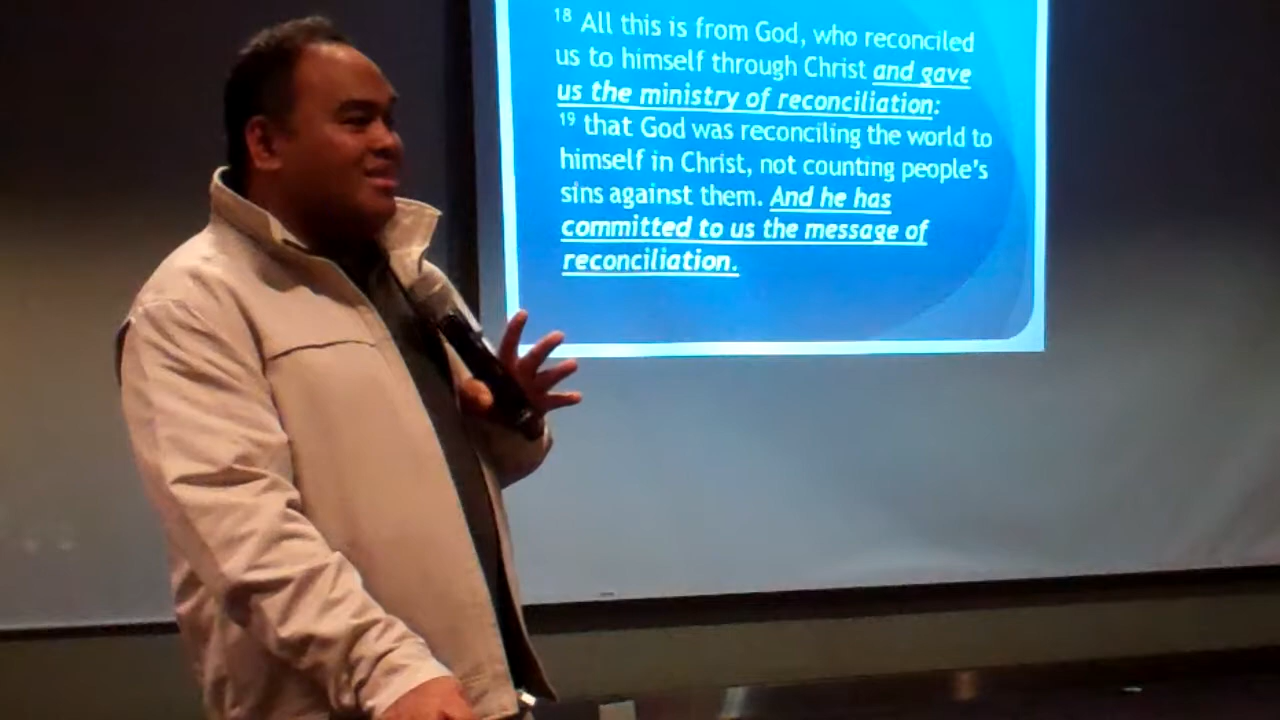 18 All this is from God, who reconciled
us to himself through Christ and gave
us the ministry of reconciliation:
19 that God was reconciling the world to
himself in Christ, not counting people's
sins against them. And he has
committed to us the message of
reconciliation.